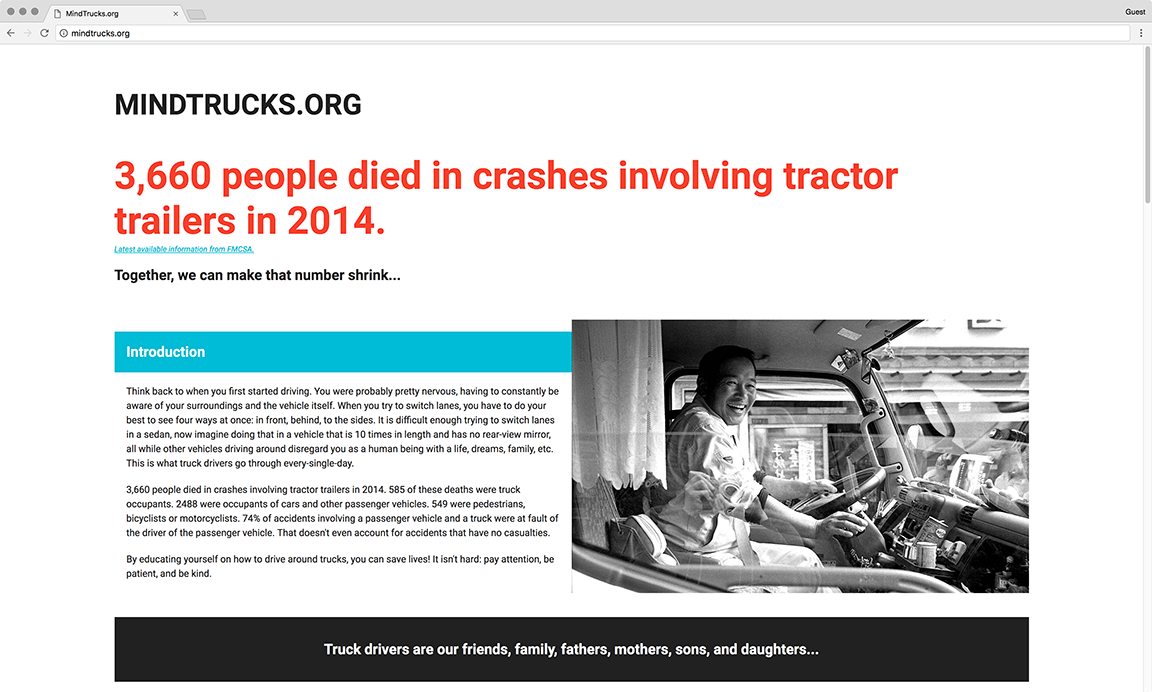 MindTrucks.org
Guest
mindtrucks.org
MINDTRUCKS.ORG
3,660 people died in crashes involving tractor
trailers in 2014.
Latest available information from FMCSA.
Together, we can make that number shrink...
Introduction
Think back to when you first started driving. You were probably pretty nervous, having to constantly be
aware of your surroundings and the vehicle itself. When you try to switch lanes, you have to do your
best to see four ways at once: in front, behind, to the sides. It is difficult enough trying to switch lanes
in a sedan, now imagine doing that in a vehicle that is 10 times in length and has no rear-view mirror,
all while other vehicles driving around disregard you as a human being with a life, dreams, family, etc.
This is what truck drivers go through every-single-day.
3,660 people died in crashes involving tractor trailers in 2014. 585 of these deaths were truck
occupants. 2488 were occupants of cars and other passenger vehicles. 549 were pedestrians,
bicyclists or motorcyclists. 74% of accidents involving a passenger vehicle and a truck were at fault of
the driver of the passenger vehicle. That doesn't even account for accidents that have no casualties.
By educating yourself on how to drive around trucks, you can save lives! It isn't hard: pay attention, be
patient, and be kind.
Truck drivers are our friends, family, fathers, mothers, sons, and daughters...